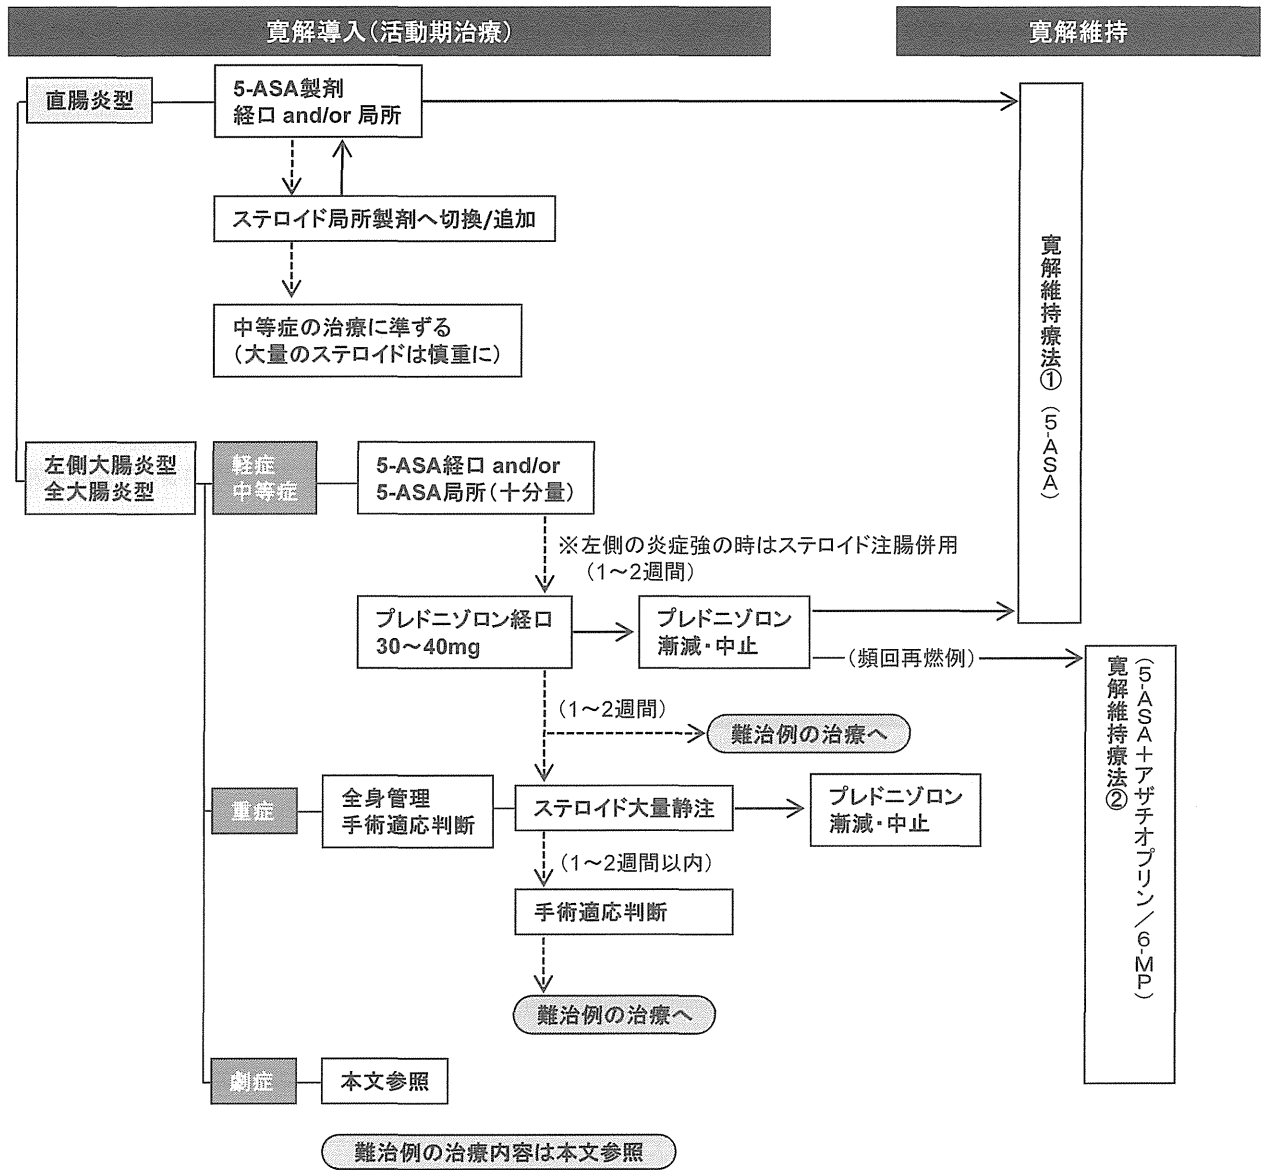 寛解導入（活動期治療）
寛解維持
直腸炎型
5-ASA製剤
経口 and/or 局所
ステロイド局所製剤へ切換/追加
中等症の治療に準ずる
（大量のステロイドは慎重に）
寛解維持療法①（5-ASA）
左側大腸炎型
全大腸炎型
軽症
中等症
5-ASA経口 and/or
5-ASA局所（十分量）
※左側の炎症強の時はステロイド注腸併用
（1～2週間）
プレドニゾロン経口
30～40mg
プレドニゾロン
漸減・中止
（頻回再燃例）
（1～2週間）
難治例の治療へ
（5-ASA＋アザチオプリン／6-MP）
寛解維持療法②
重症
全身管理
手術適応判断
ステロイド大量静注
プレドニゾロン
漸減・中止
（1～2週間以内）
手術適応判断
難治例の治療へ
劇症
本文参照
難治例の治療内容は本文参照